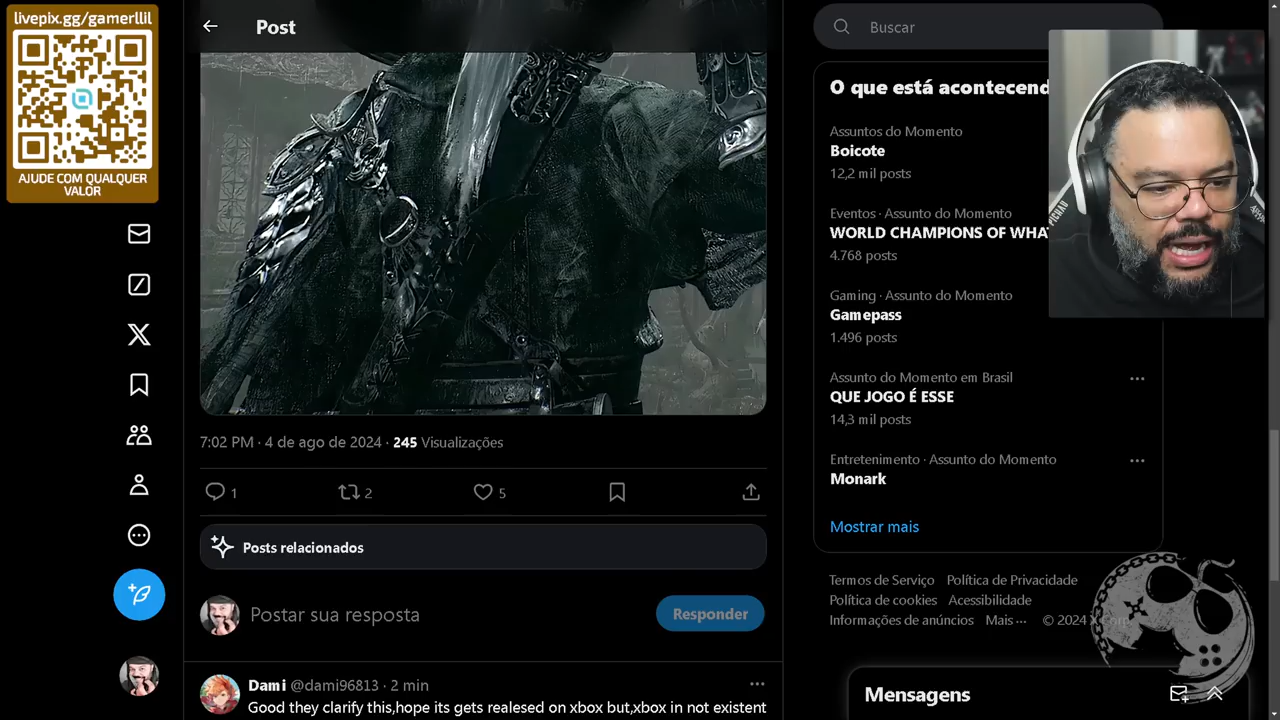 livepix.gg/gamerllil
AJUDE COM QUALQUER
VALOR
Post
7:02 PM · 4 de ago de 2024 · 245 Visualizações
1
2
5
Posts relacionados
Postar sua resposta
Responder
Dami @dami96813 · 2 min
Good they clarify this,hope its gets realesed on xbox but,xbox in not existent
Buscar
O que está acontecend
Assuntos do Momento
Boicote
12,2 mil posts
Eventos · Assunto do Momento
WORLD CHAMPIONS OF WHA
4.768 posts
Gaming · Assunto do Momento
Gamepass
1.496 posts
Assunto do Momento em Brasil
QUE JOGO É ESSE
14,3 mil posts
Entretenimento · Assunto do Momento
Monark
Mostrar mais
Termos de Serviço Política de Privacidade
Política de cookies Acessibilidade
Informações de anúncios Mais ··· © 2024 X Corp.
Mensagens